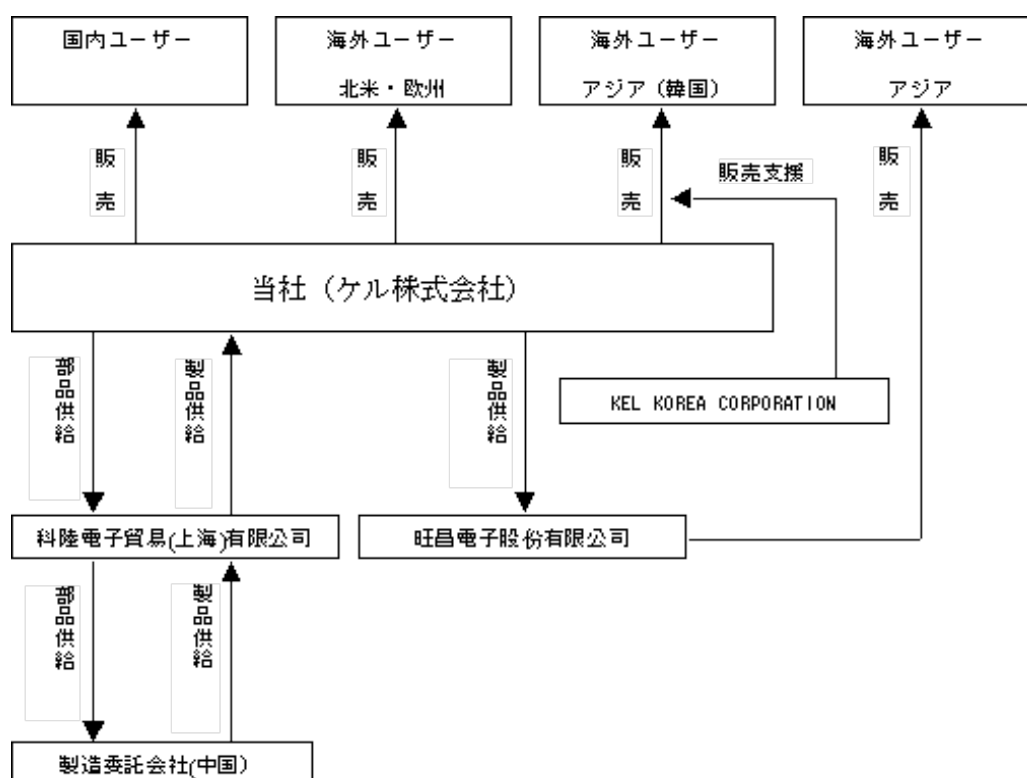 国内ユーザー
海外ユーザー
北米・欧州
海外ユーザー
アジア(韓国)
海外ユーザー
アジア
販売
販売
販売
販売支援
販売
当社(ケル株式会社)
部品供給
製品供給
製品供給
KEL KOREA CORPORATION
科陸電子貿易(上海)有限公司
旺昌電子股份有限公司
部品供給
製品供給
製造委託会社(中国)